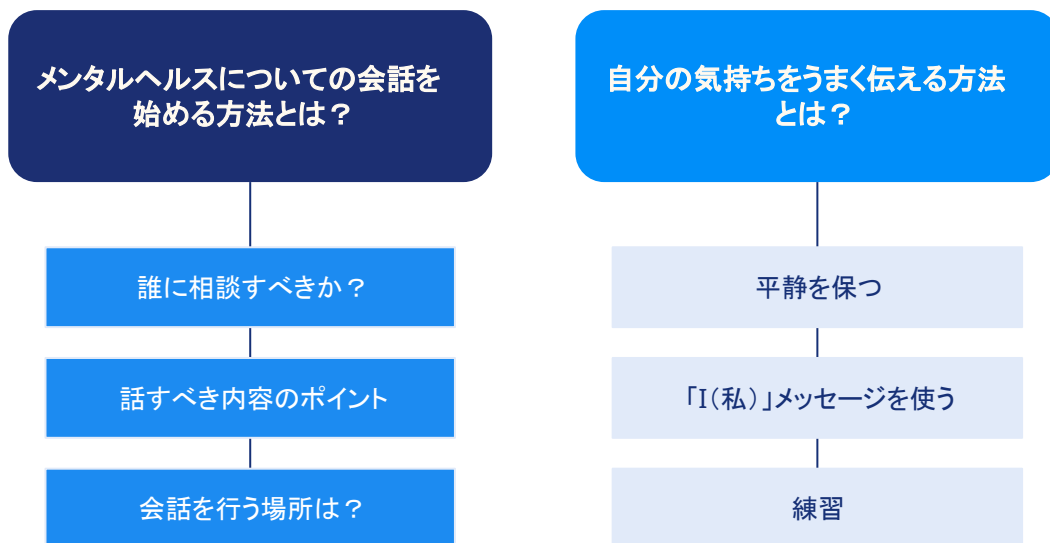 メンタルヘルスについての会話を
始める方法とは？
誰に相談すべきか？
話すべき内容のポイント
会話を行う場所は？
自分の気持ちをうまく伝える方法
とは？
平静を保つ
「I（私）」メッセージを使う
練習